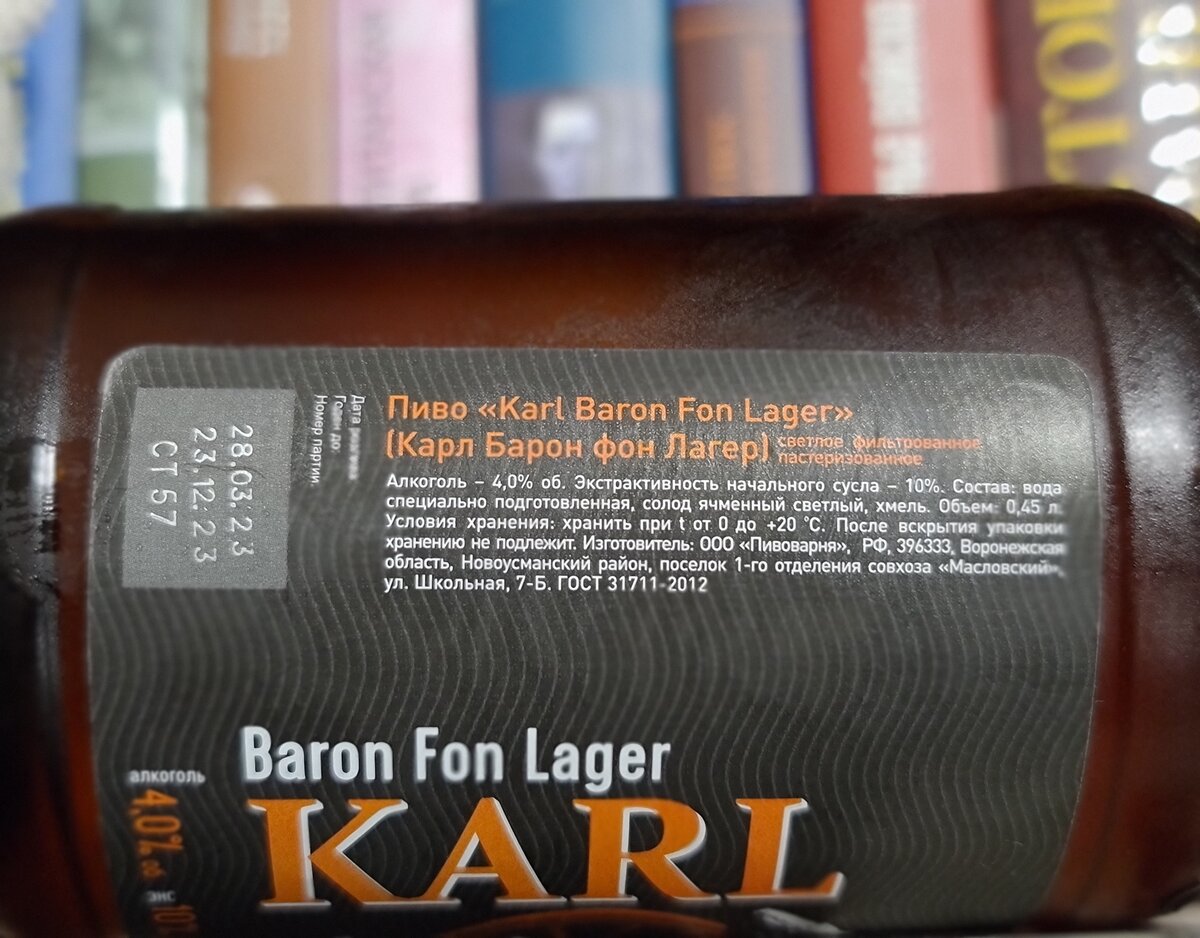 Пиво «Karl Baron Fon Lager»
(Карл Барон фон Лагер) светлое фильтрованное
пастеризованное
Алкоголь – 4,0% об. Экстрактивность начального сусла – 10%. Состав: вода
специально подготовленная, солод ячменный светлый, хмель. Объем: 0,45 л.
Условия хранения: хранить при t от 0 до +20 °С. После вскрытия упаковки
хранению не подлежит. Изготовитель: ООО «Пивоварня», РФ, 396333, Воронежская
область, Новоусманский район, поселок 1-го отделения совхоза «Масловский»,
ул. Школьная, 7-Б. ГОСТ 31711-2012
Дата розлива
Годен до:
Номер партии:
28.03.23
23.12.23
СТ 57
Baron Fon Lager
KARL
алкоголь
4,0% об.
энс
ТОЛ